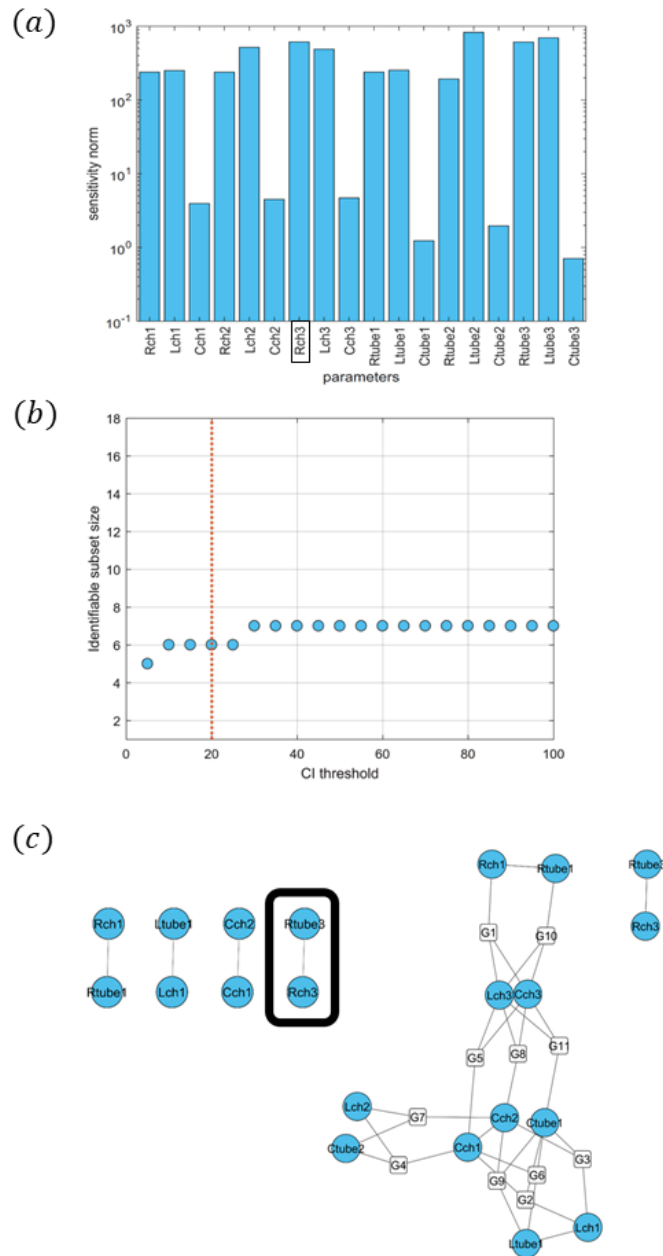 (a)
10^3
10^2
10^1
10^0
10^-1
sensitivity norm
Rch1
Lch1
Cch1
Rch2
Lch2
Cch2
Rch3
Lch3
Cch3
Rtube1
Ltube1
Ctube1
Rtube2
Ltube2
Ctube2
Rtube3
Ltube3
Ctube3
parameters
(b)
18
16
14
12
10
8
6
4
2
Identifiable subset size
0 20 40 60 80 100
CI threshold
(c)
Rch1 Ltube1 Cch2 Rtube3
Rtube1 Lch1 Cch1 Rch3
Rch1 Rtube1
G1 G10
Lch3 Cch3
G5 G8 G11
Lch2 G7 Cch2 Ctube1
Ctube2 G4 Cch1 G3
G9 G6
G2
Ltube1 Lch1
Rtube3
Rch3